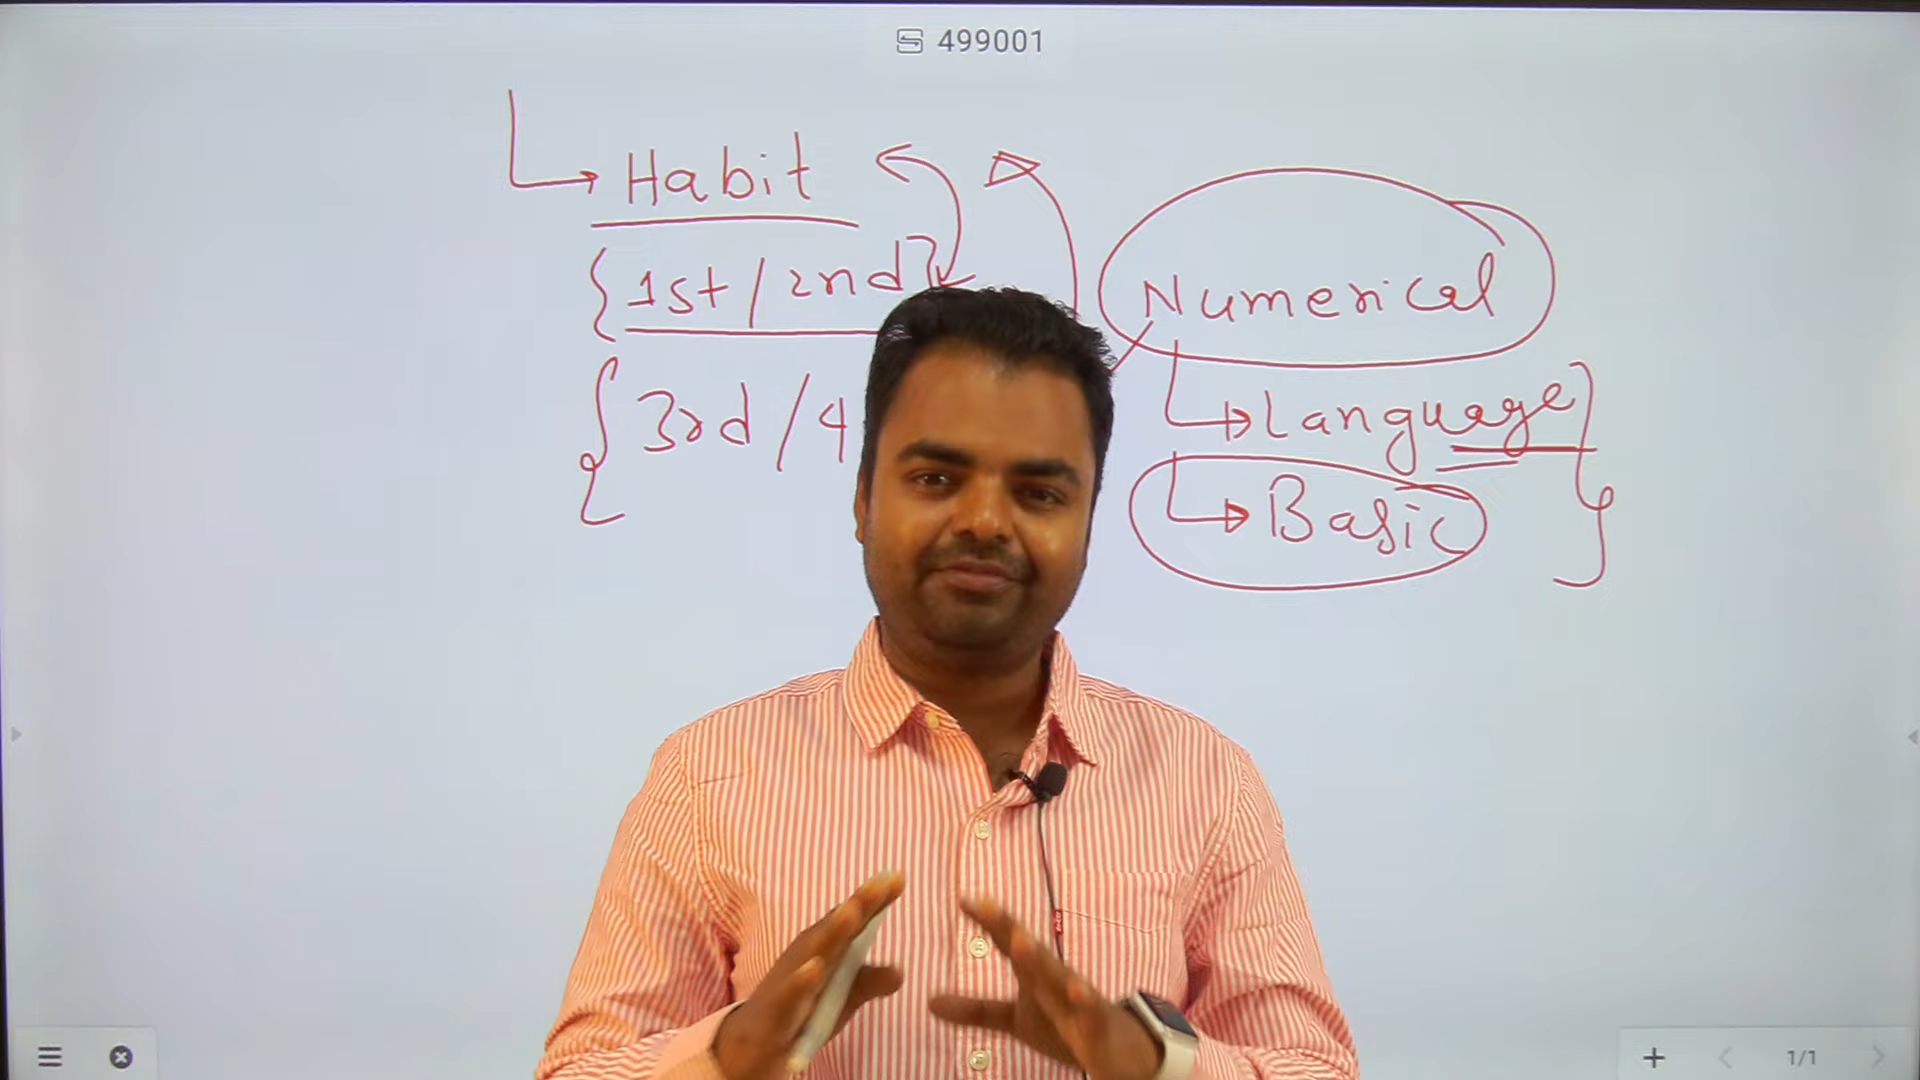 499001
Habit
{1st/2nd}
{3rd/4
Numerical
Language
Basic
1/1